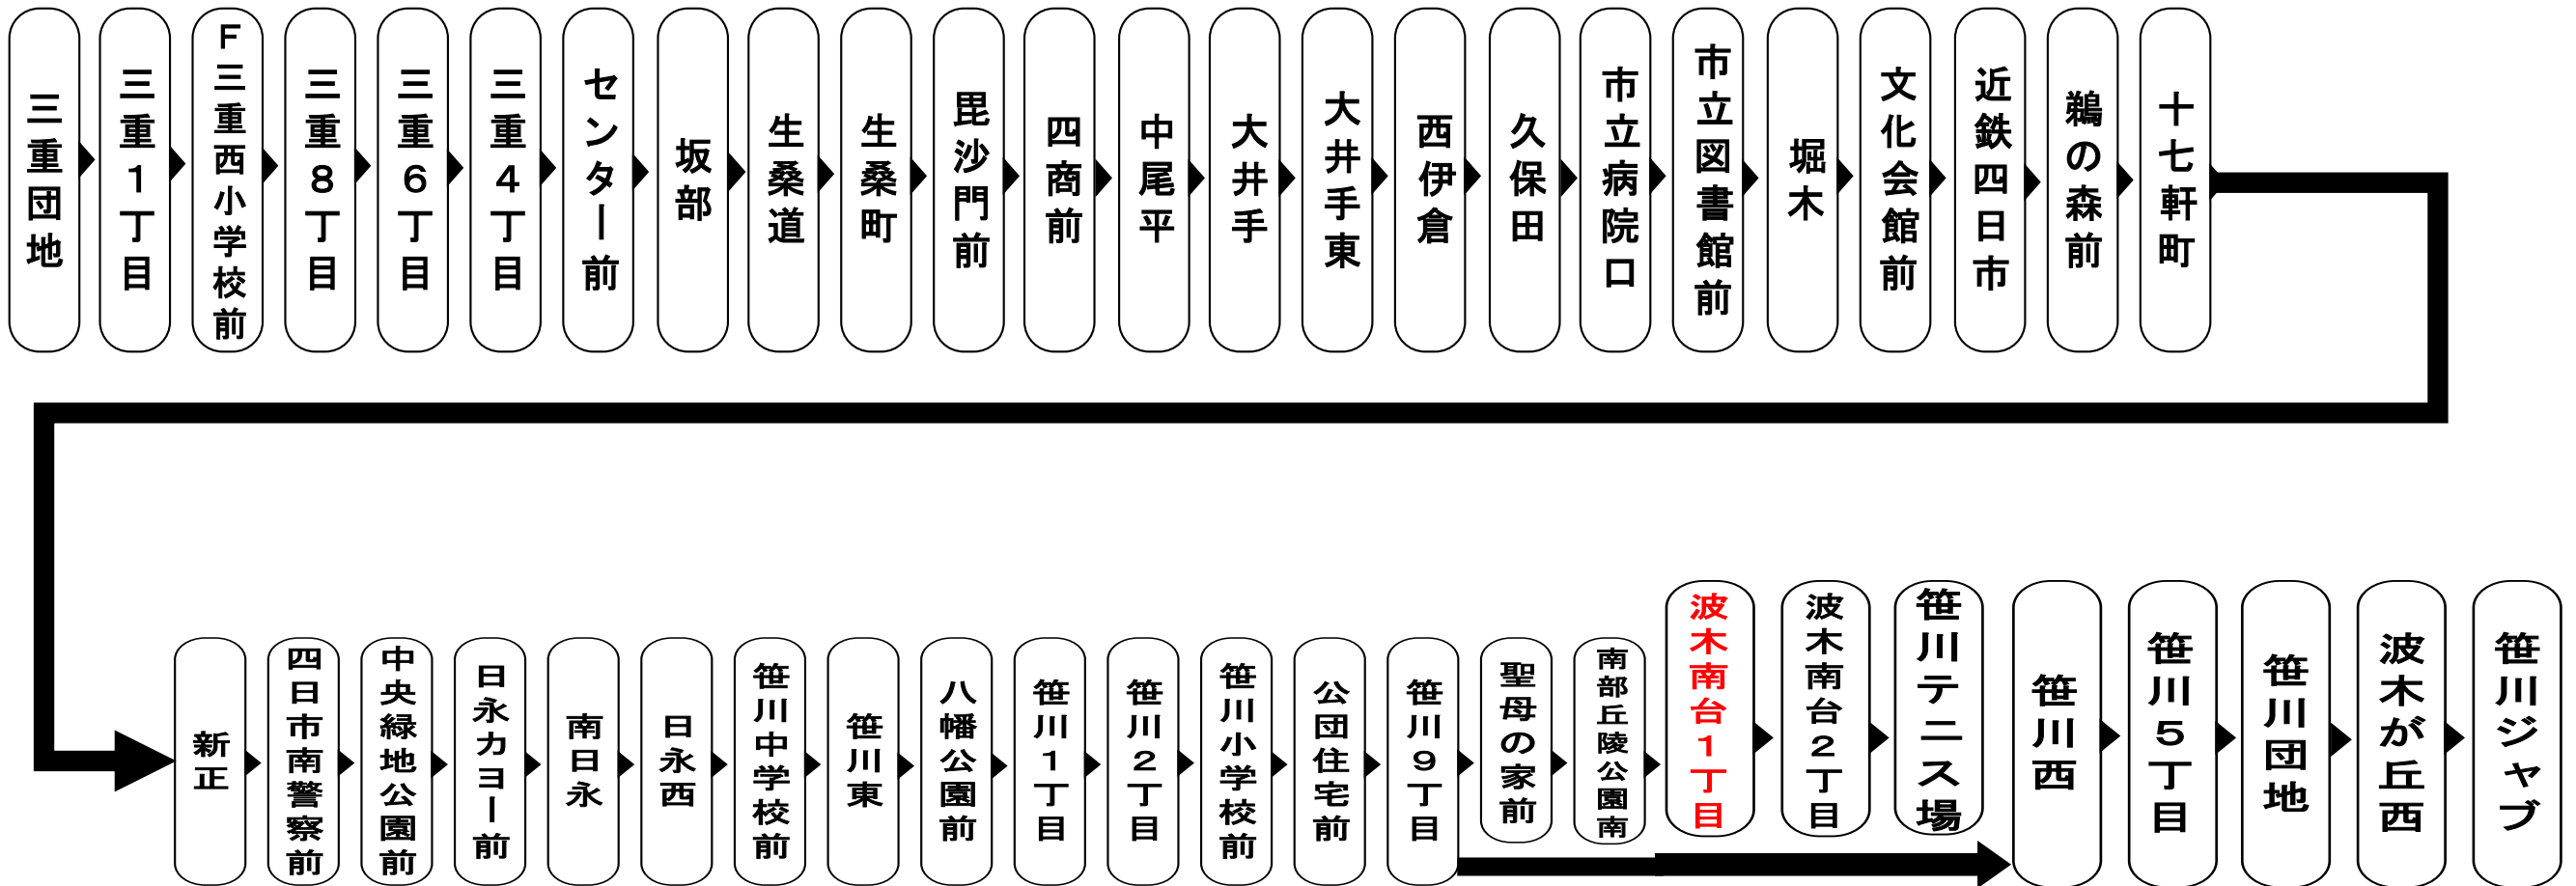 三重団地
三重１丁目
Ｆ三重西小学校前
三重８丁目
三重６丁目
三重４丁目
センター前
坂部
生桑道
生桑町
毘沙門前
四商前
中尾平
大井手
大井手東
西伊倉
久保田
市立病院口
市立図書館前
堀木
文化会館前
近鉄四日市
鵜の森前
十七軒町
新正
四日市南警察前
中央緑地公園前
日永カヨー前
南日永
日永西
笹川中学校前
笹川東
八幡公園前
笹川１丁目
笹川２丁目
笹川小学校前
公団住宅前
笹川９丁目
聖母の家前
南部丘陵公園南
波木南台１丁目
波木南台２丁目
笹川テニス場
笹川西
笹川５丁目
笹川団地
波木が丘西
笹川ジャブ